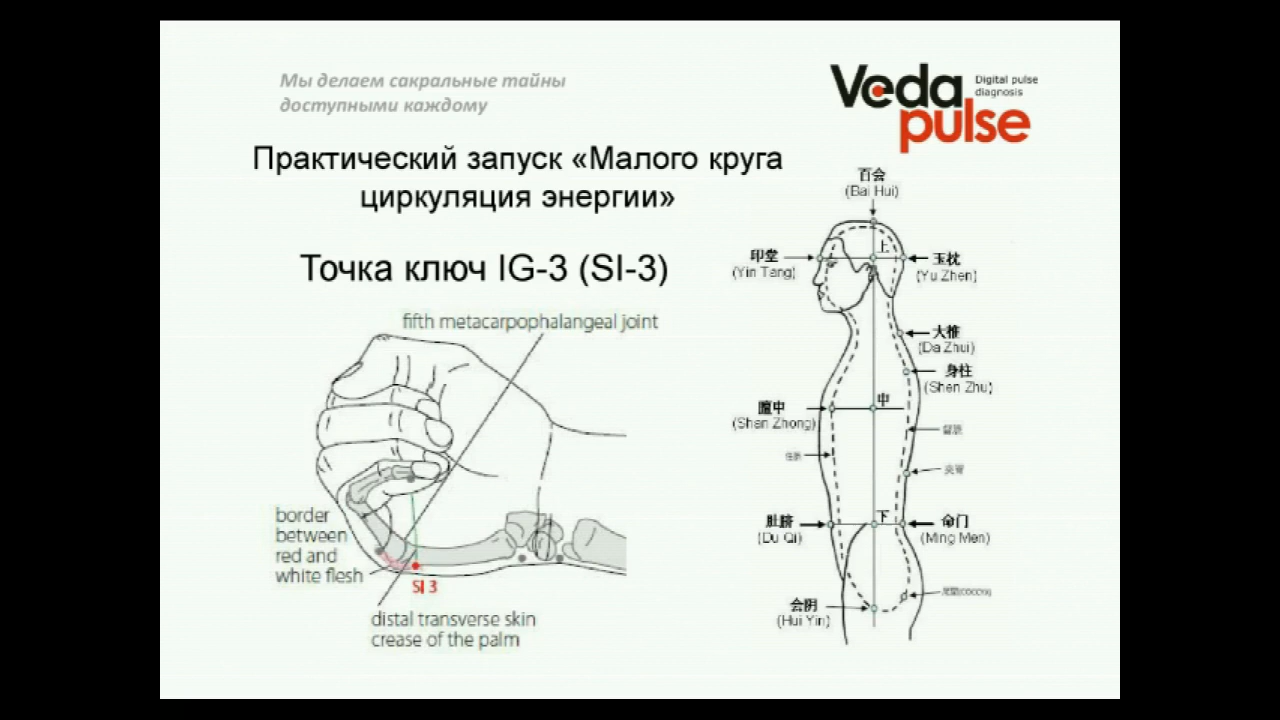 Мы делаем сакральные тайны
доступными каждому
Veda
pulse
Digital pulse
diagnosis
Практический запуск «Малого круга
циркуляция энергии»
Точка ключ IG-3 (SI-3)
fifth metacarpophalangeal joint
border
between
red and
white flesh
SI 3
distal transverse skin
crease of the palm
百会
(Bai Hui)
印堂
(Yin Tang)
上
玉枕
(Yu Zhen)
大椎
(Da Zhui)
身柱
(Shen Zhu)
膻中
(Shan Zhong)
中
肚脐
(Du Qi)
下
命门
(Ming Men)
会阴
(Hui Yin)